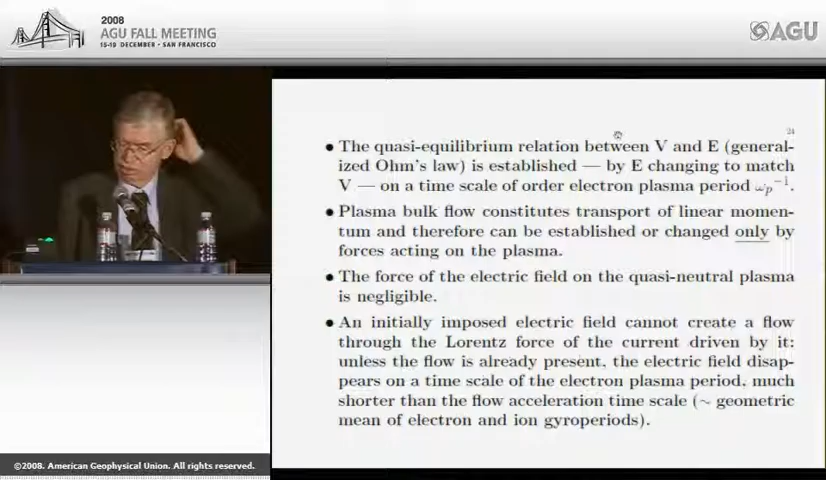 2008
AGU FALL MEETING
15-19 DECEMBER - SAN FRANCISCO
AGU
24
• The quasi-equilibrium relation between V and E (general-
ized Ohm's law) is established — by E changing to match
V — on a time scale of order electron plasma period ωp⁻¹.
• Plasma bulk flow constitutes transport of linear momen-
tum and therefore can be established or changed only by
forces acting on the plasma.
• The force of the electric field on the quasi-neutral plasma
is negligible.
• An initially imposed electric field cannot create a flow
through the Lorentz force of the current driven by it:
unless the flow is already present, the electric field disap-
pears on a time scale of the electron plasma period, much
shorter than the flow acceleration time scale (∼ geometric
mean of electron and ion gyroperiods).
©2008. American Geophysical Union. All rights reserved.